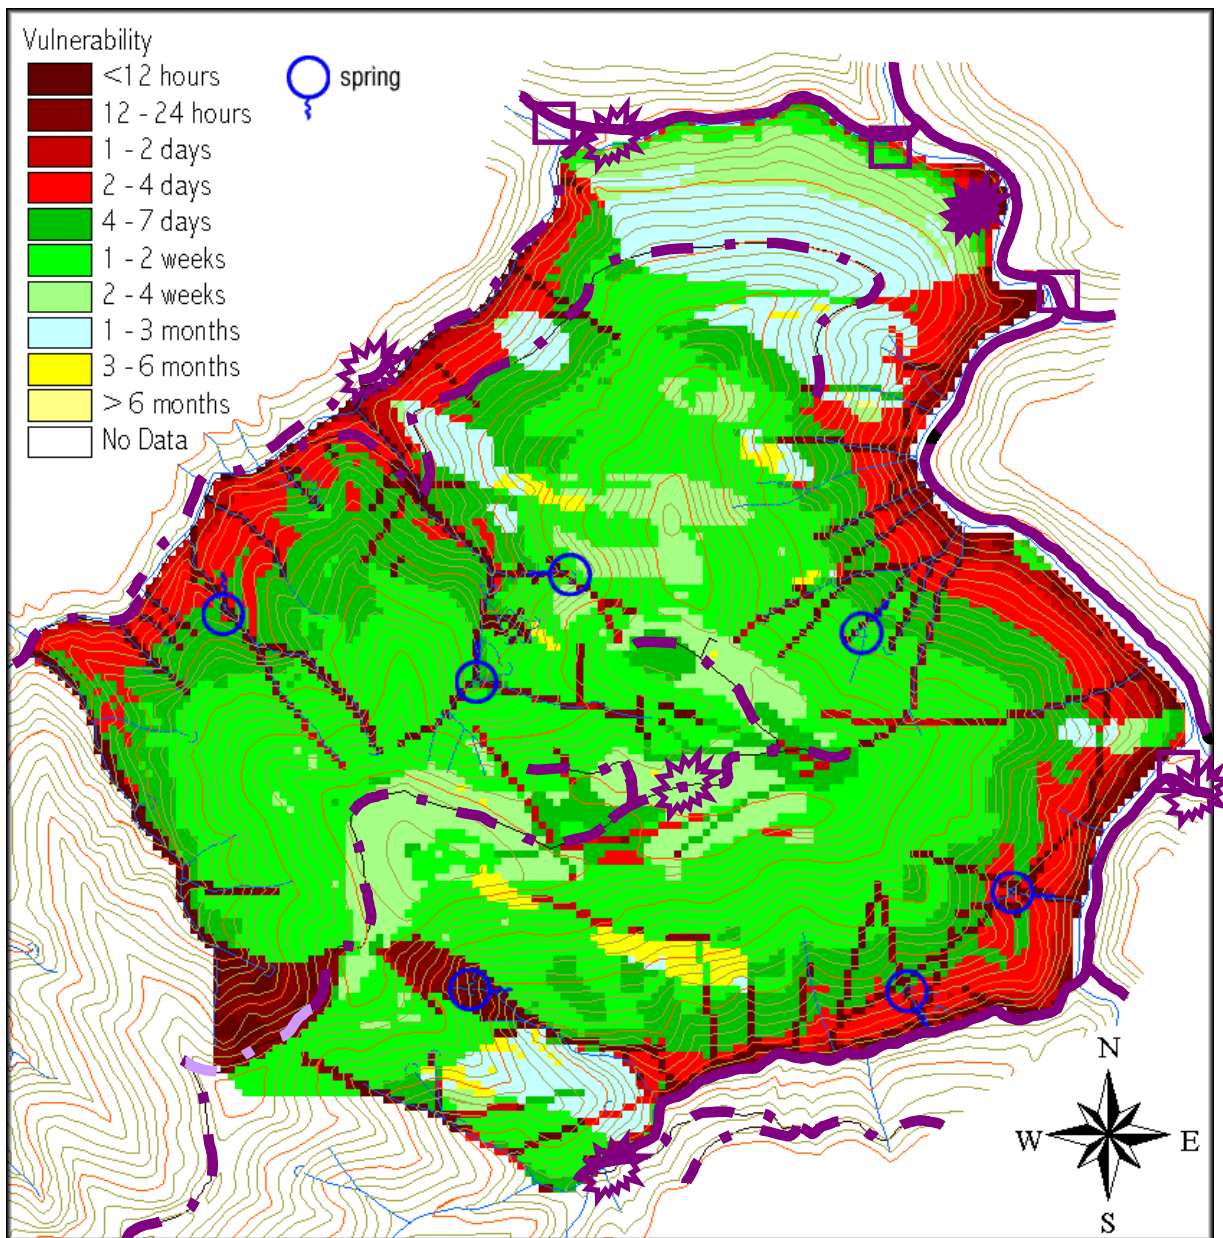 Vulnerability
<12 hours
spring
12 - 24 hours
1 - 2 days
2 - 4 days
4 - 7 days
1 - 2 weeks
2 - 4 weeks
1 - 3 months
3 - 6 months
> 6 months
No Data
N
W
E
S